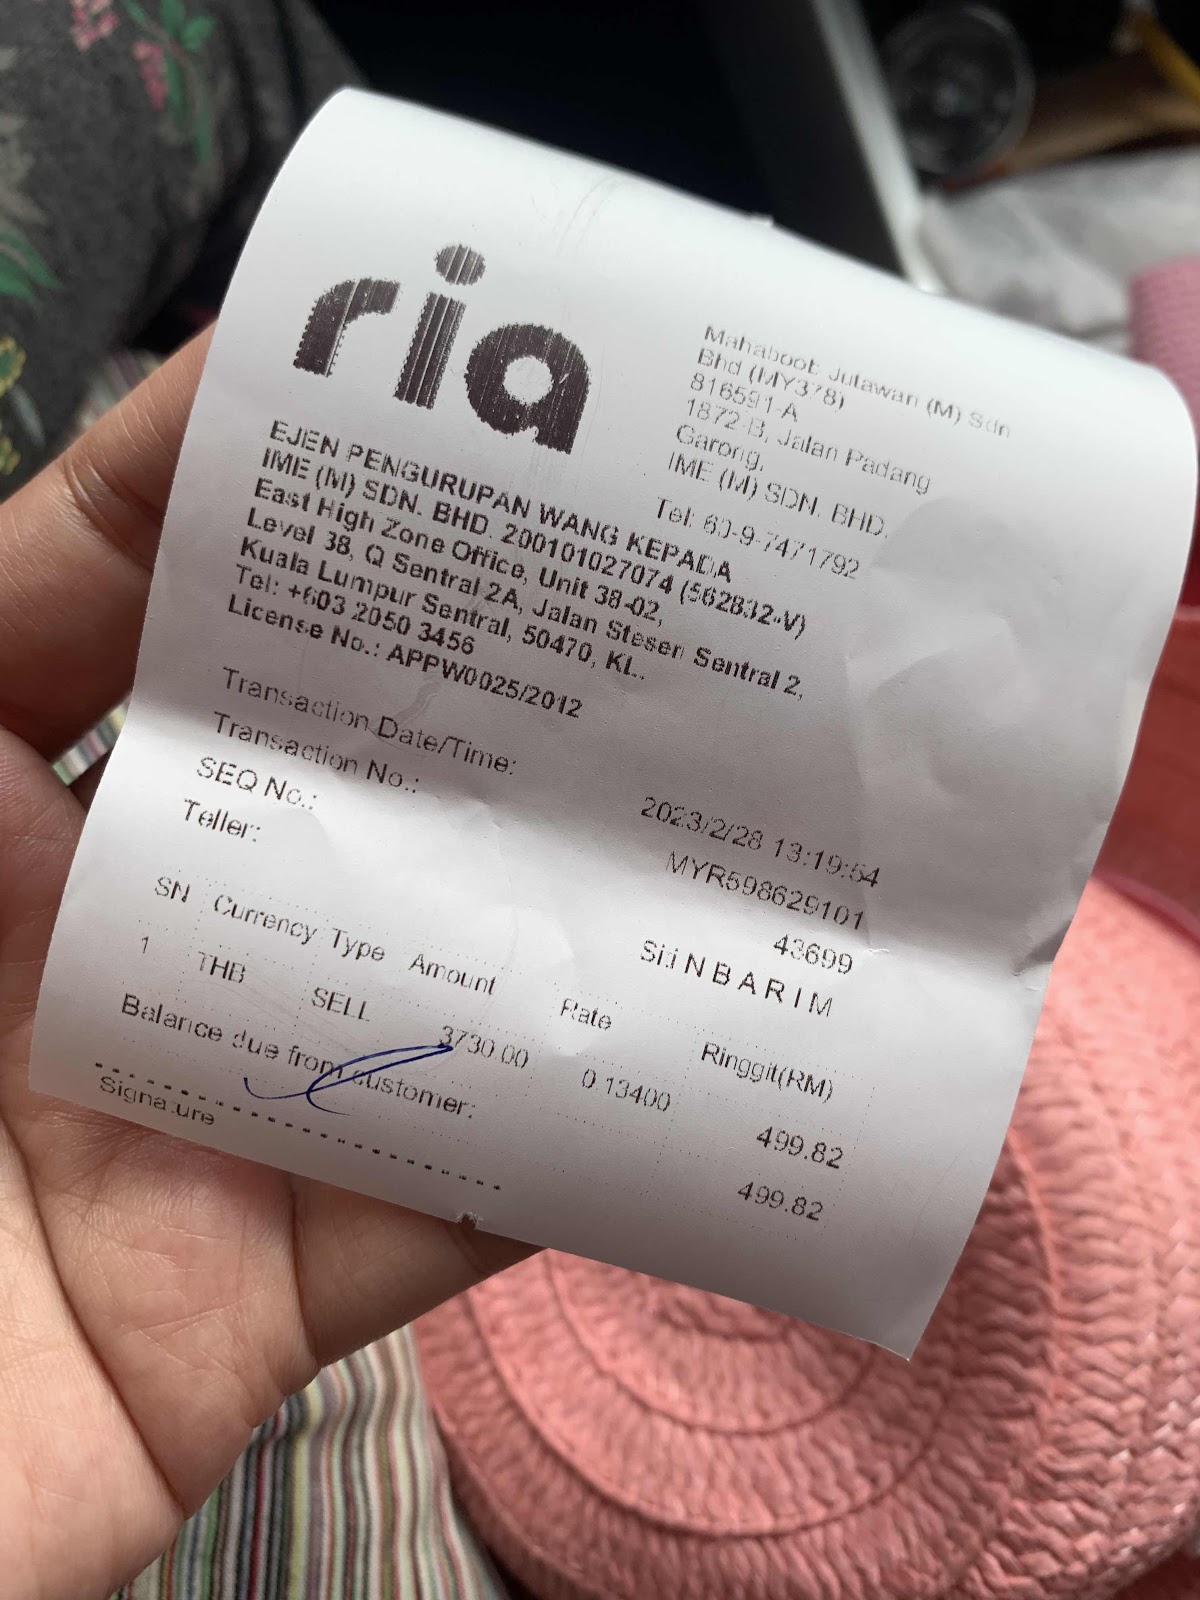 ria
Mahaboob Jutawan (M) Sdn
Bhd (MY378)
816591-A
1872-B, Jalan Padang
Garong,
IME (M) SDN. BHD.
Tel: 60-9-7471792
EJEN PENGURUPAN WANG KEPADA
IME (M) SDN. BHD. 200101027074 (562832-V)
East High Zone Office, Unit 38-02,
Level 38, Q Sentral 2A, Jalan Stesen Sentral 2,
Kuala Lumpur Sentral, 50470, KL.
Tel: +603 2050 3456
License No.: APPW0025/2012
Transaction Date/Time: 2023/2/28 13:19:54
Transaction No.: MYR598629101
SEQ No.: 43699
Teller: Siti N B A R I M
SN Currency Type Amount Rate Ringgit(RM)
1 THB SELL 3730.00 0.13400 499.82
Balance due from customer: 499.82
Signature